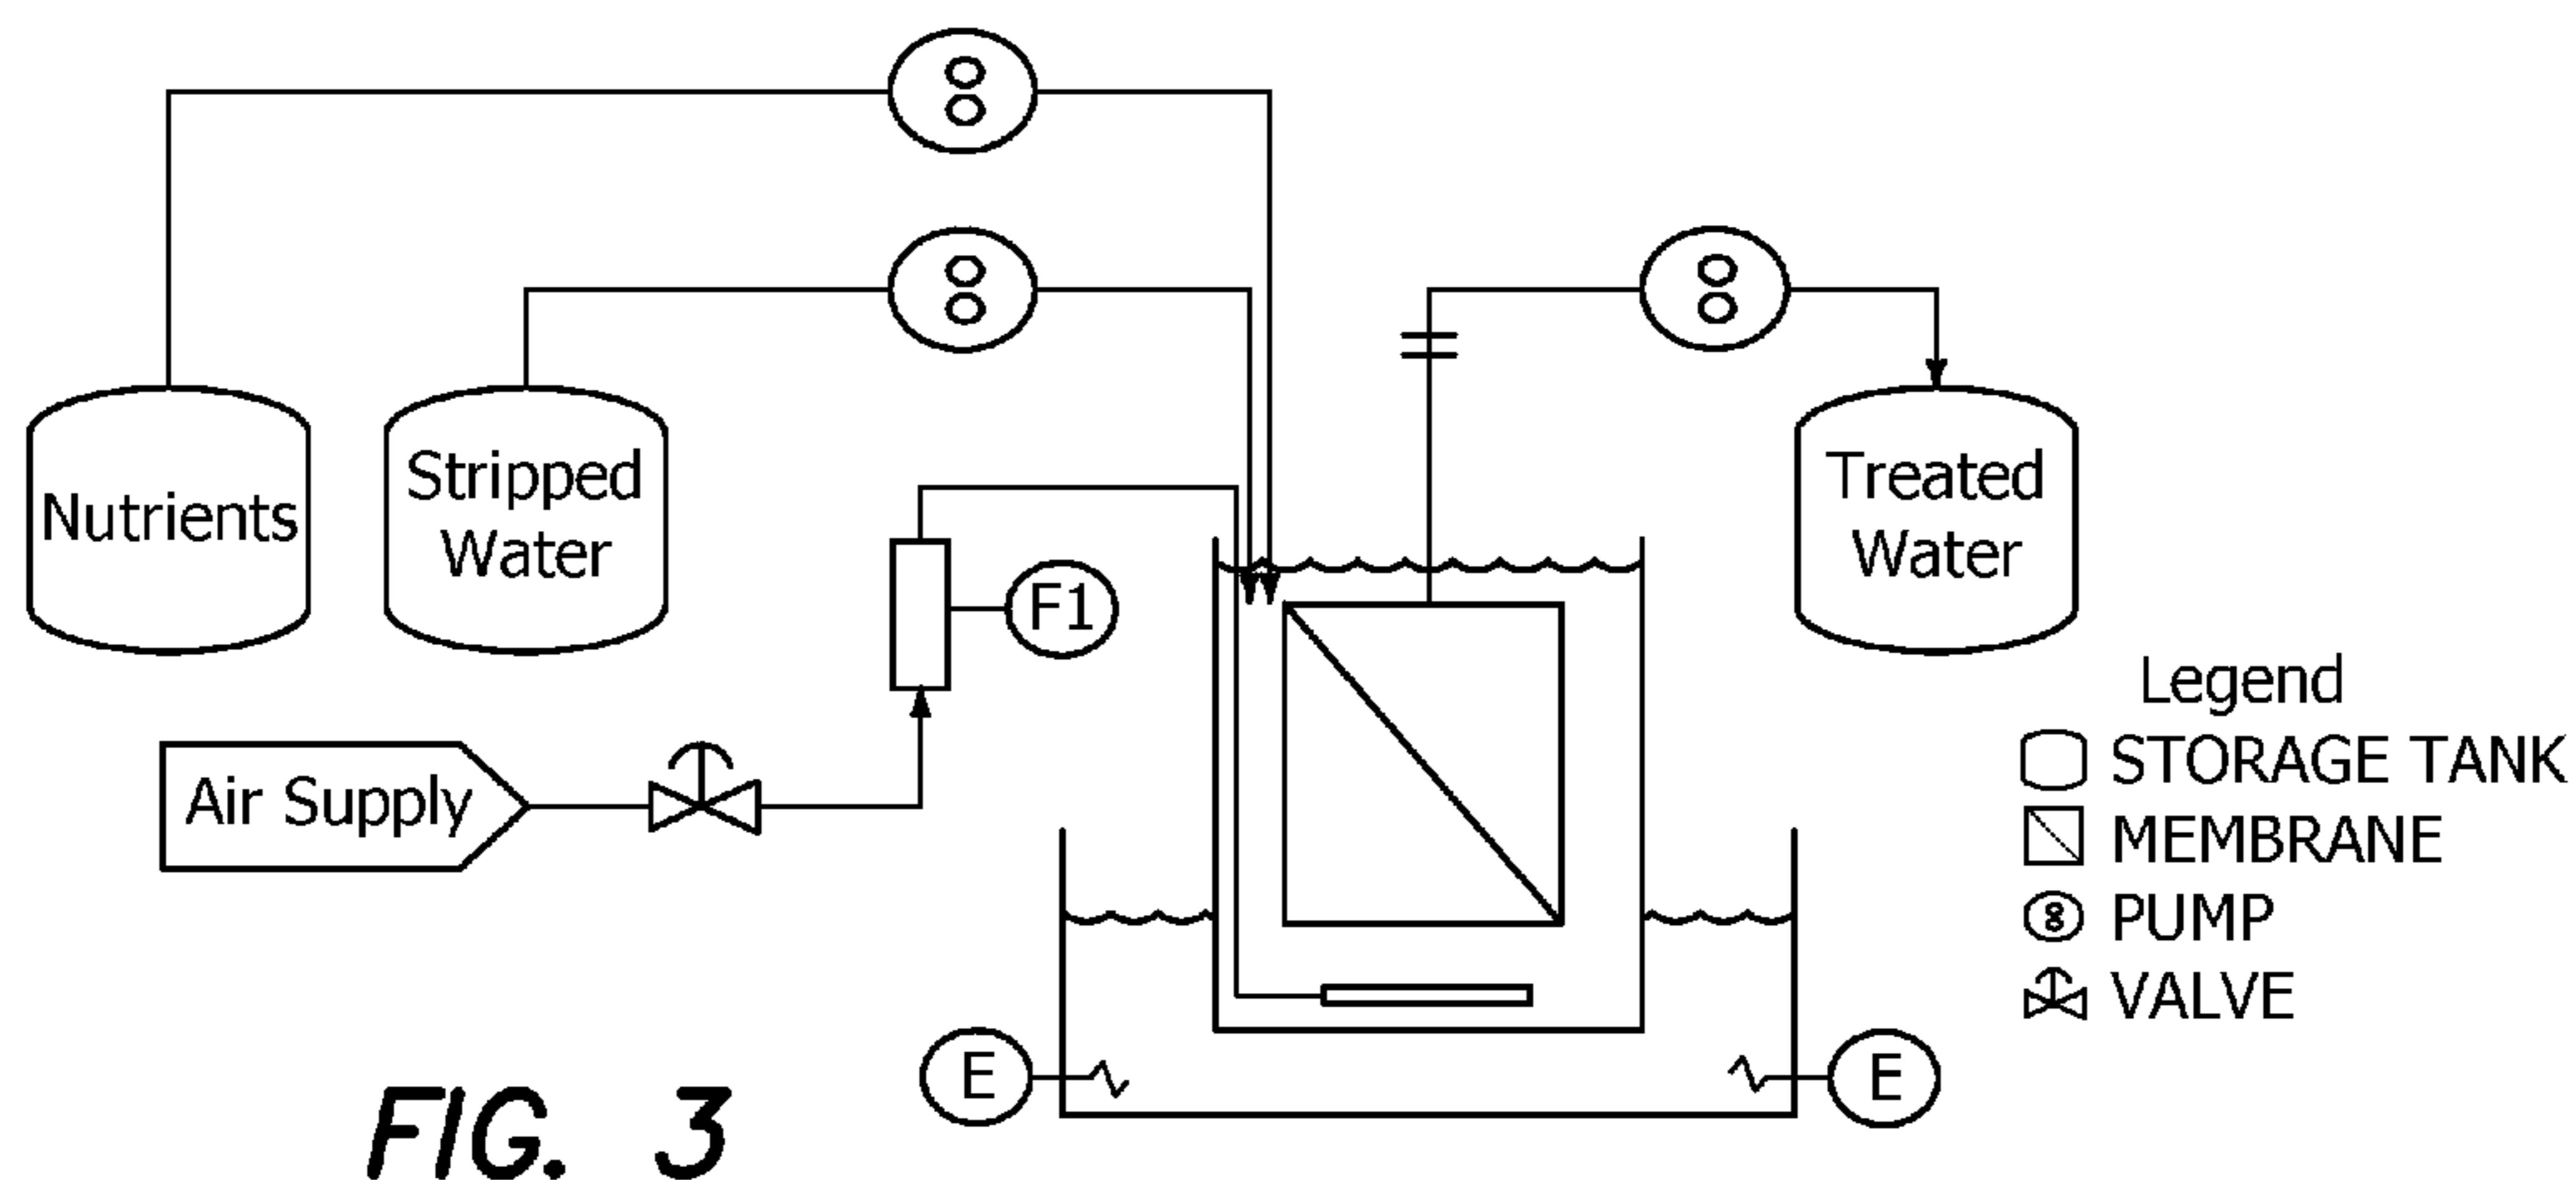 Nutrients
Stripped
Water
Treated
Water
F1
Air Supply
Legend
STORAGE TANK
MEMBRANE
PUMP
VALVE
E
E
FIG. 3